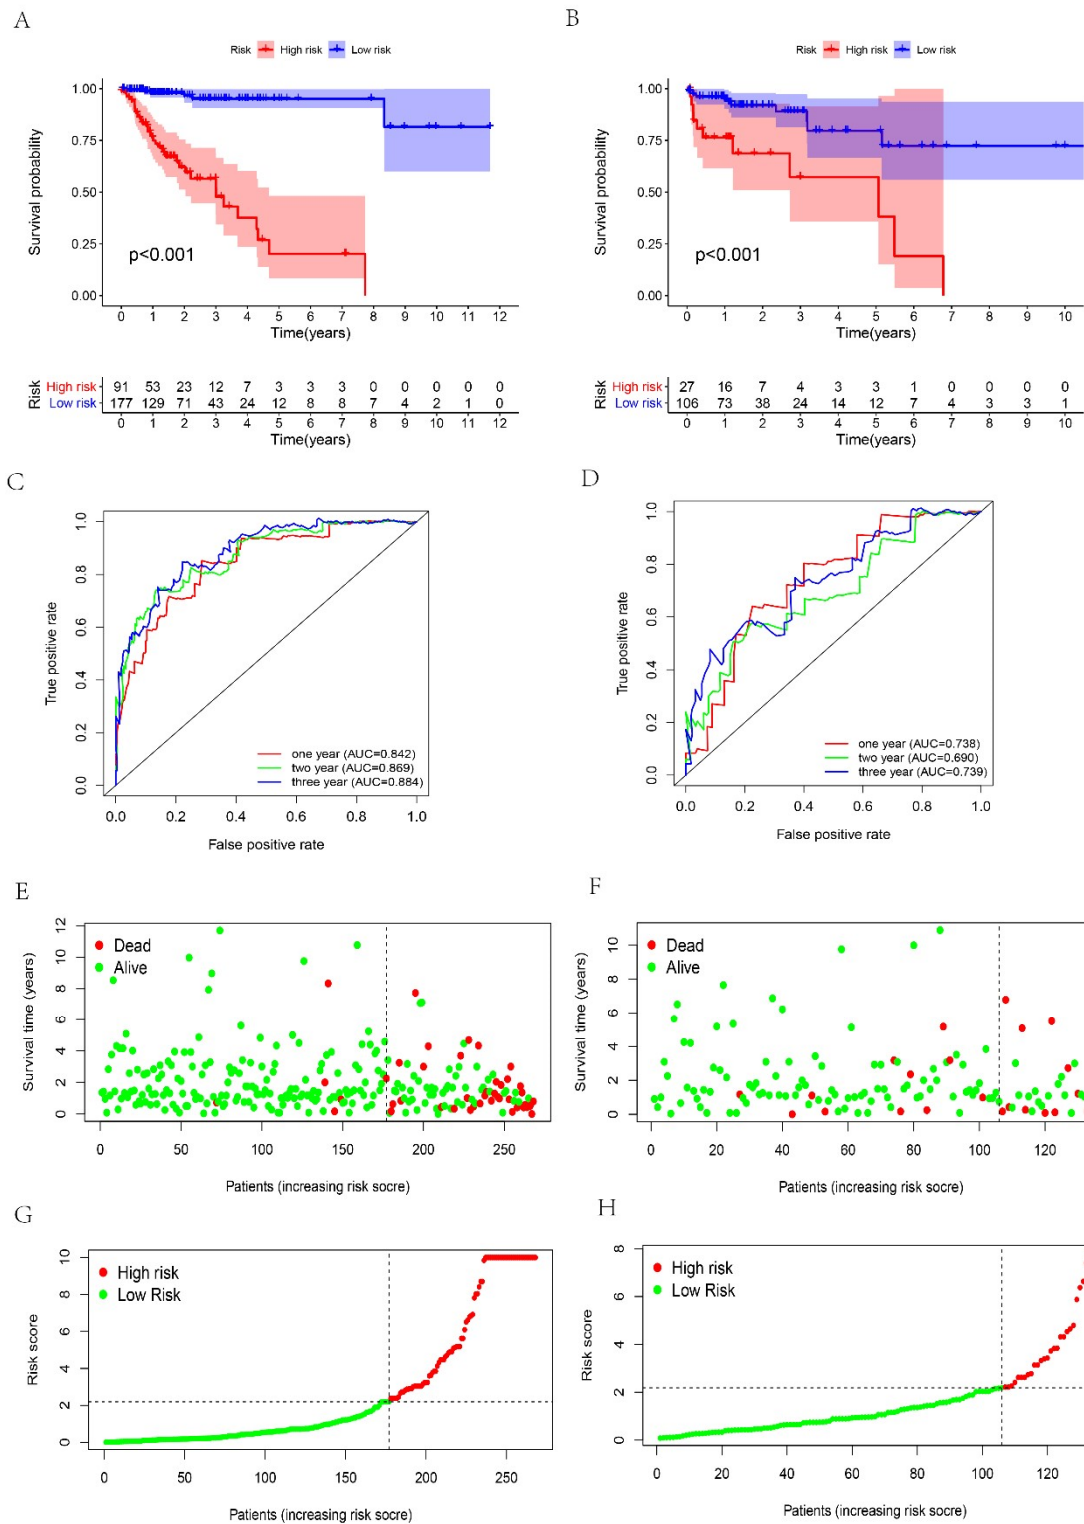 A
Risk High risk Low risk
1.00
0.75
0.50
0.25
0.00
Survival probability
p<0.001
0 1 2 3 4 5 6 7 8 9 10 11 12
Time(years)
Risk
High risk 91 53 23 12 7 3 3 3 0 0 0 0 0
Low risk 177 129 71 43 24 12 8 8 7 4 2 1 0
0 1 2 3 4 5 6 7 8 9 10 11 12
Time(years)
B
Risk High risk Low risk
1.00
0.75
0.50
0.25
0.00
Survival probability
p<0.001
0 1 2 3 4 5 6 7 8 9 10
Time(years)
Risk
High risk 27 16 7 4 3 3 1 0 0 0 0
Low risk 106 73 38 24 14 12 7 4 3 3 1
0 1 2 3 4 5 6 7 8 9 10
Time(years)
C
1.0
0.8
0.6
0.4
0.2
0.0
True positive rate
one year (AUC=0.842)
two year (AUC=0.869)
three year (AUC=0.884)
0.0 0.2 0.4 0.6 0.8 1.0
False positive rate
D
1.0
0.8
0.6
0.4
0.2
0.0
True positive rate
one year (AUC=0.738)
two year (AUC=0.690)
three year (AUC=0.739)
0.0 0.2 0.4 0.6 0.8 1.0
False positive rate
E
12
10
8
6
4
2
0
Survival time (years)
Dead
Alive
0 50 100 150 200 250
Patients (increasing risk socre)
F
10
8
6
4
2
0
Survival time (years)
Dead
Alive
0 20 40 60 80 100 120
Patients (increasing risk socre)
G
10
8
6
4
2
0
Risk score
High risk
Low Risk
0 50 100 150 200 250
Patients (increasing risk socre)
H
8
6
4
2
0
Risk score
High risk
Low Risk
0 20 40 60 80 100 120
Patients (increasing risk socre)